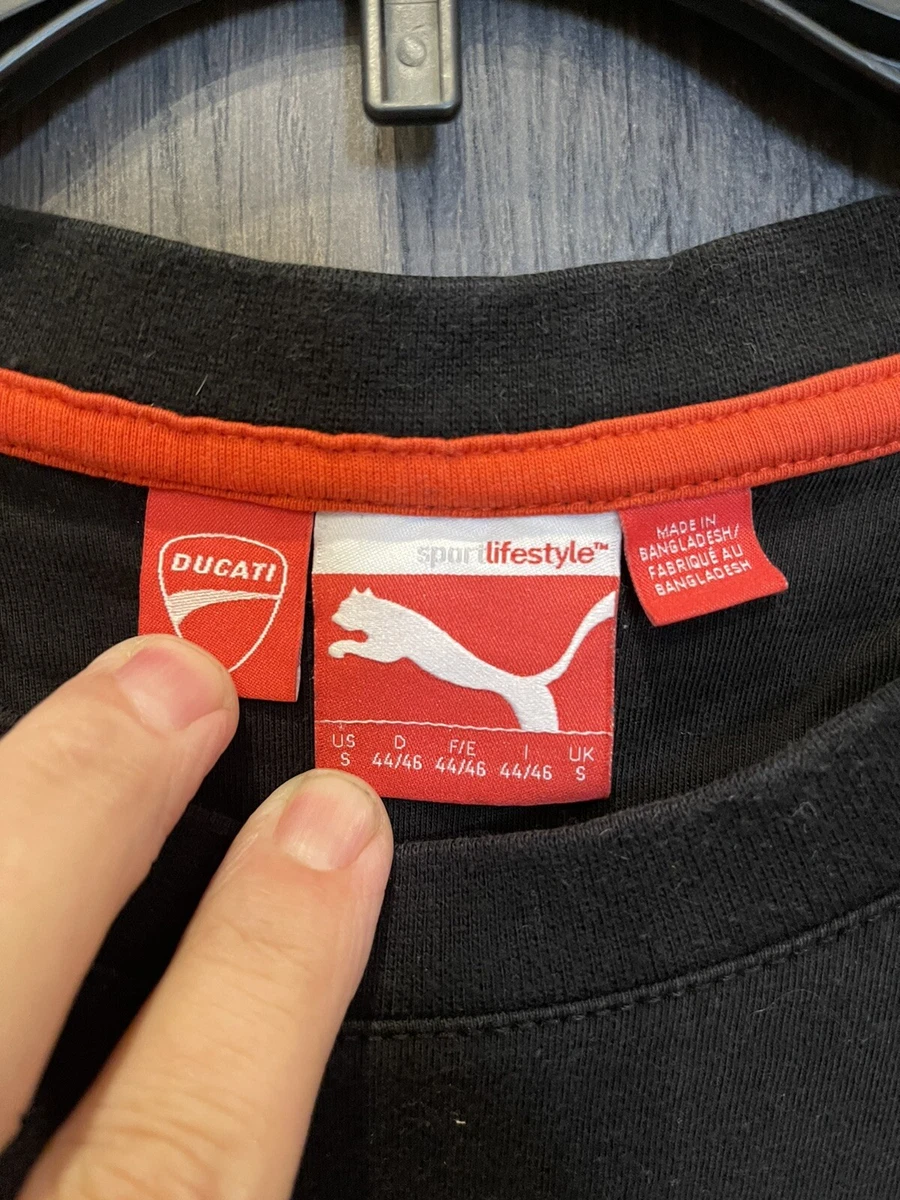 DUCATI
sportlifestyle™
MADE IN
BANGLADESH/
FABRIQUÉ AU
BANGLADESH
US D F/E I UK
S 44/46 44/46 44/46 S